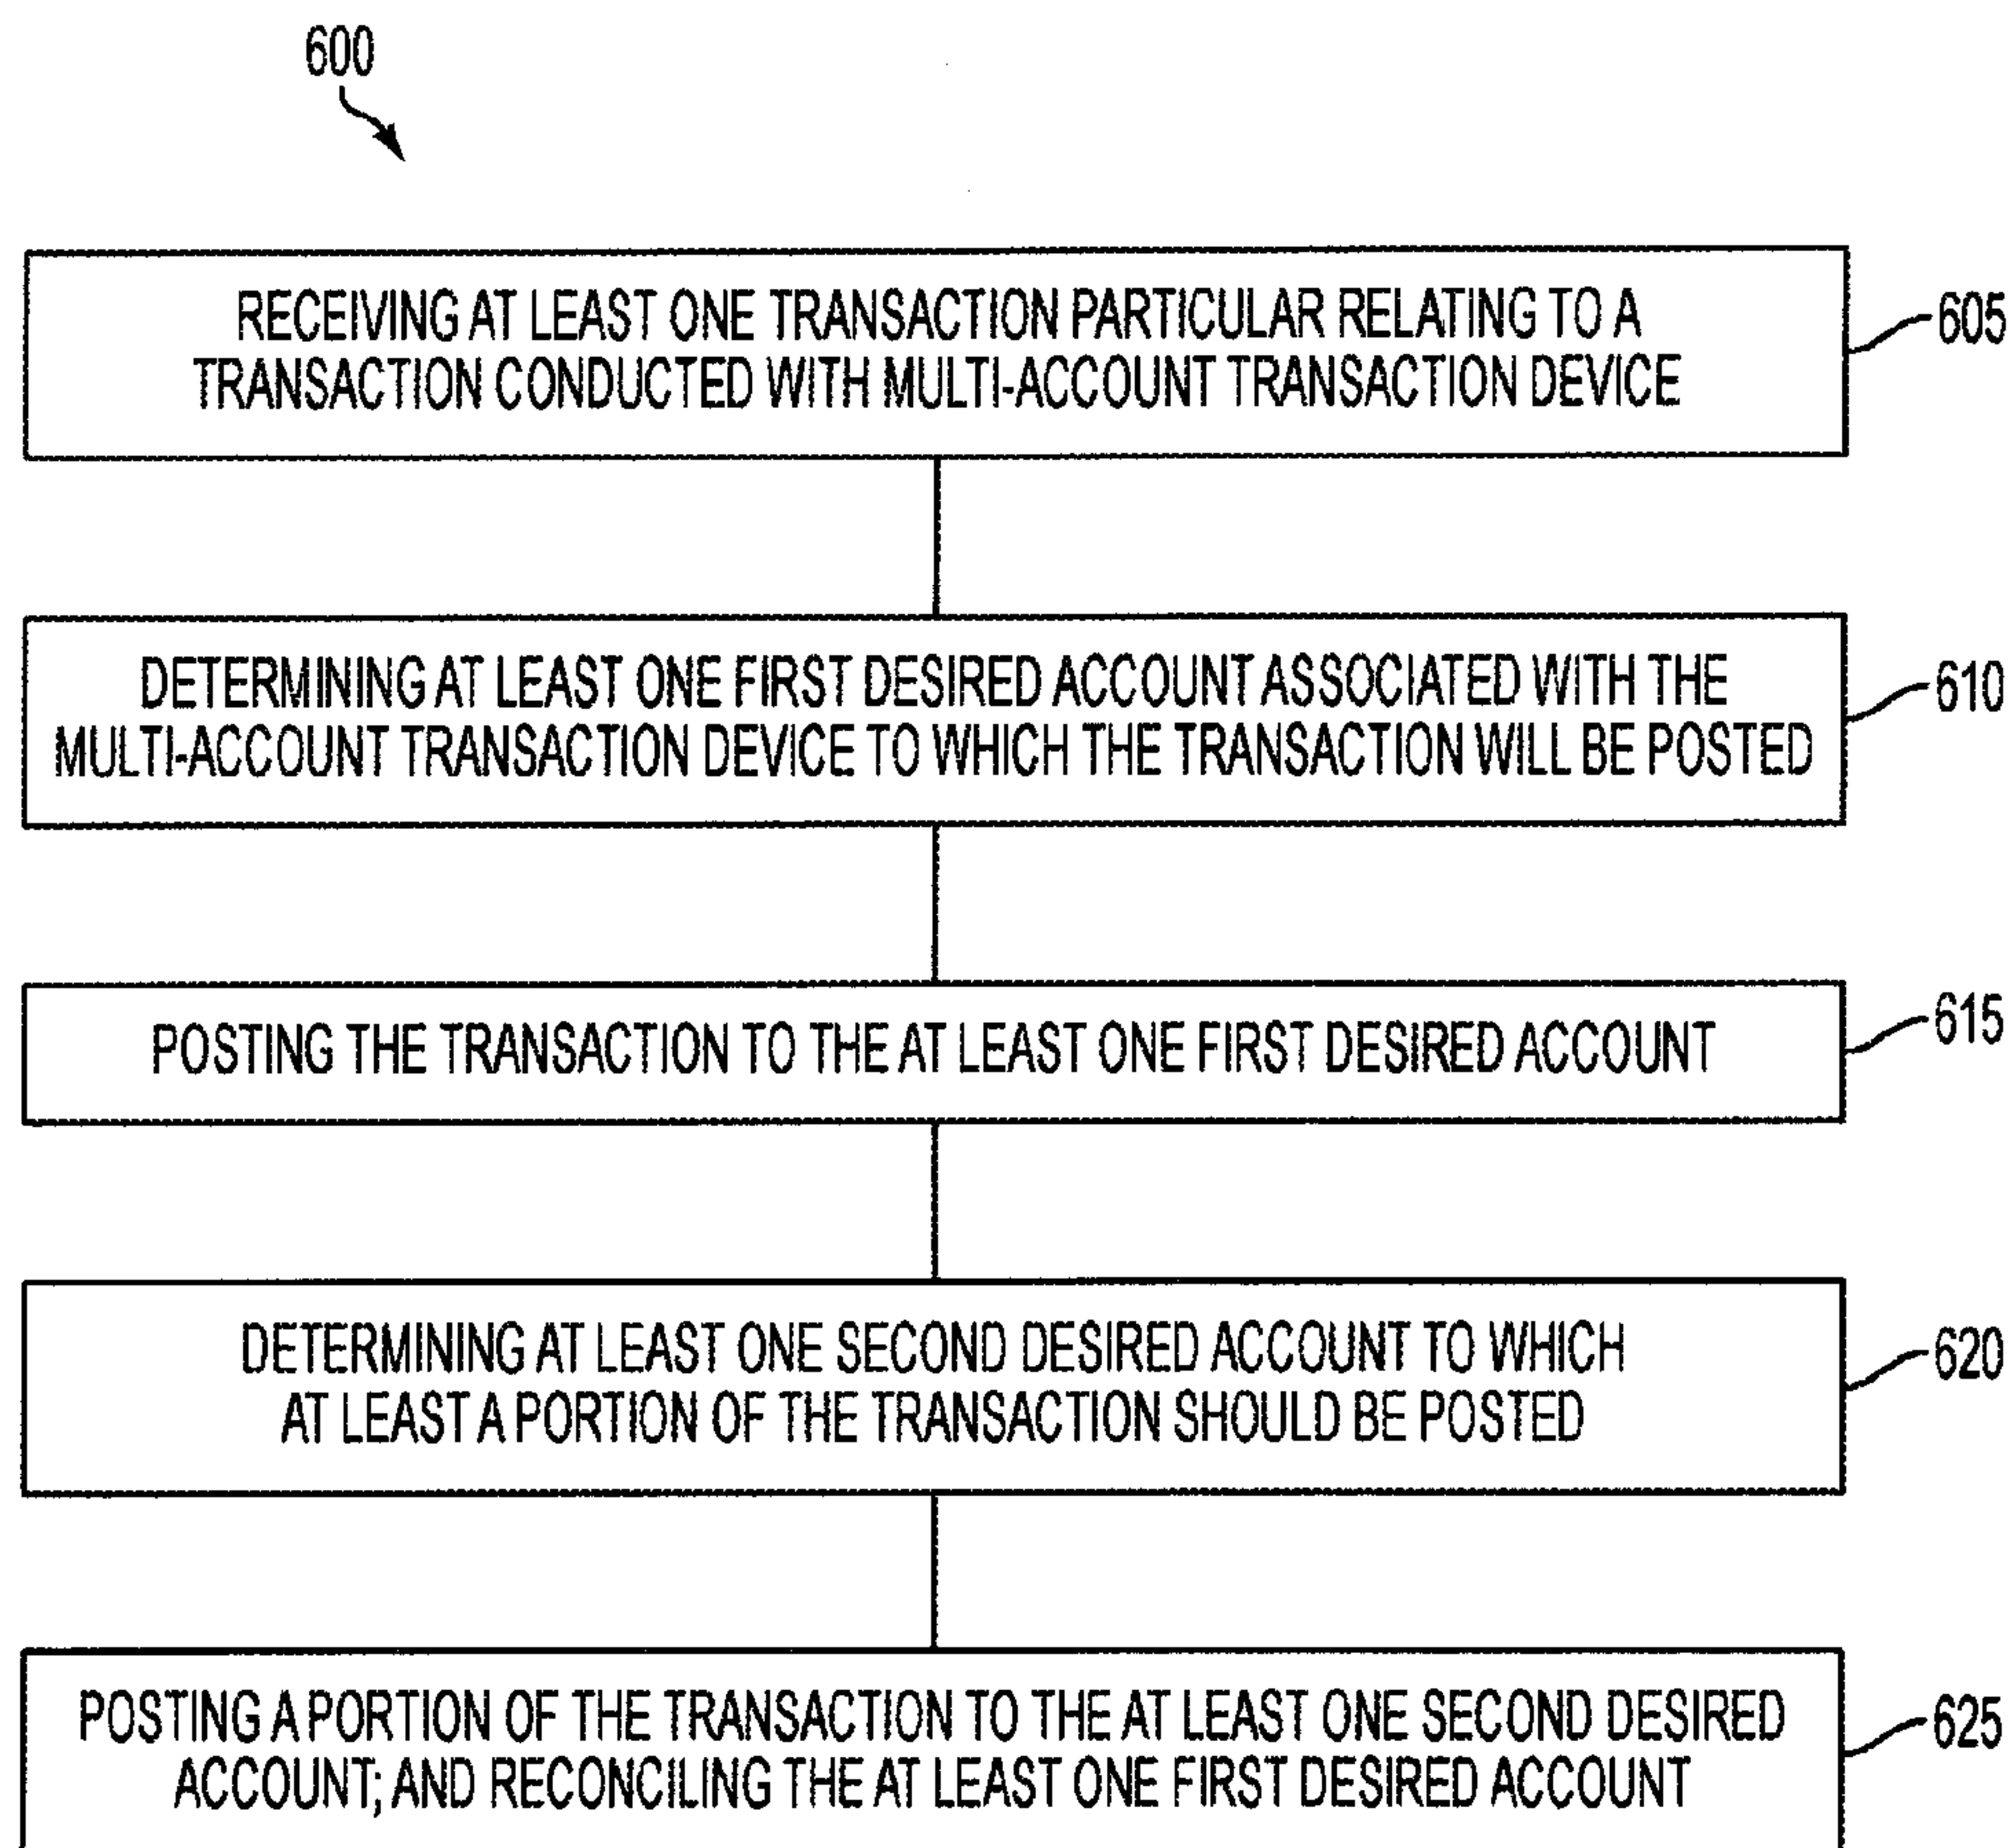 600
RECEIVING AT LEAST ONE TRANSACTION PARTICULAR RELATING TO A
TRANSACTION CONDUCTED WITH MULTI-ACCOUNT TRANSACTION DEVICE
605
DETERMINING AT LEAST ONE FIRST DESIRED ACCOUNT ASSOCIATED WITH THE
MULTI-ACCOUNT TRANSACTION DEVICE TO WHICH THE TRANSACTION WILL BE POSTED
610
POSTING THE TRANSACTION TO THE AT LEAST ONE FIRST DESIRED ACCOUNT
615
DETERMINING AT LEAST ONE SECOND DESIRED ACCOUNT TO WHICH
AT LEAST A PORTION OF THE TRANSACTION SHOULD BE POSTED
620
POSTING A PORTION OF THE TRANSACTION TO THE AT LEAST ONE SECOND DESIRED
ACCOUNT; AND RECONCILING THE AT LEAST ONE FIRST DESIRED ACCOUNT
625